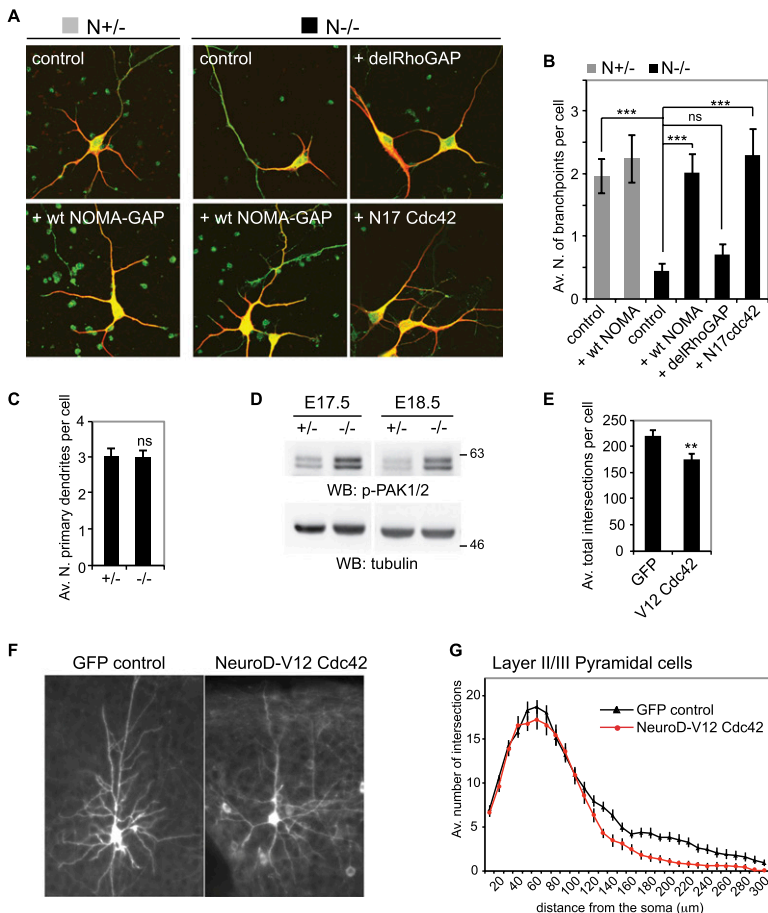 A
N+/-
N-/-
control
control
+ delRhoGAP
+ wt NOMA-GAP
+ wt NOMA-GAP
+ N17 Cdc42
B
N+/- N-/-
Av. N. of branchpoints per cell
3
2
1
0
***
ns
***
***
control
+ wt NOMA
control
+ wt NOMA
+ delRhoGAP
+ N17cdc42
C
Av. N. primary dendrites per cell
4
3
2
1
0
ns
+/-
-/-
D
E17.5 E18.5
+/- -/- +/- -/-
63
WB: p-PAK1/2
46
WB: tubulin
E
Av. total intersections per cell
250
200
150
100
50
0
**
GFP
V12 Cdc42
F
GFP control
NeuroD-V12 Cdc42
G
Layer II/III Pyramidal cells
Av. number of intersections
20
15
10
5
0
GFP control
NeuroD-V12 Cdc42
20 40 60 80 100 120 140 160 180 200 220 240 260 280 300
distance from the soma (µm)